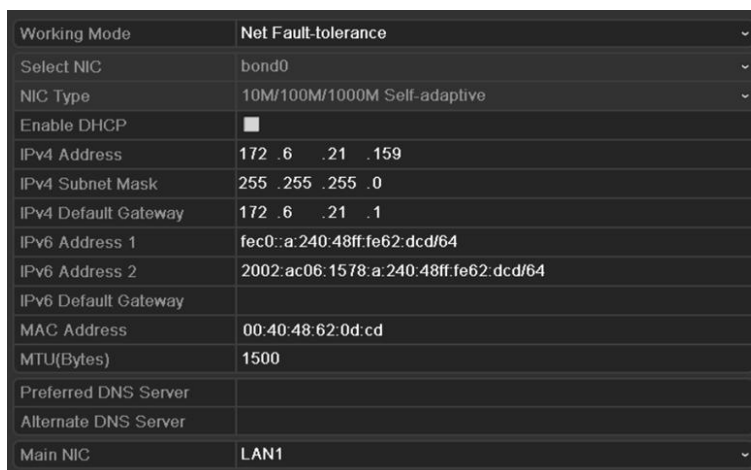 Working Mode Net Fault-tolerance
Select NIC bond0
NIC Type 10M/100M/1000M Self-adaptive
Enable DHCP
IPv4 Address 172 .6 .21 .159
IPv4 Subnet Mask 255 .255 .255 .0
IPv4 Default Gateway 172 .6 .21 .1
IPv6 Address 1 fec0::a:240:48ff:fe62:dcd/64
IPv6 Address 2 2002:ac06:1578:a:240:48ff:fe62:dcd/64
IPv6 Default Gateway
MAC Address 00:40:48:62:0d:cd
MTU(Bytes) 1500
Preferred DNS Server
Alternate DNS Server
Main NIC LAN1